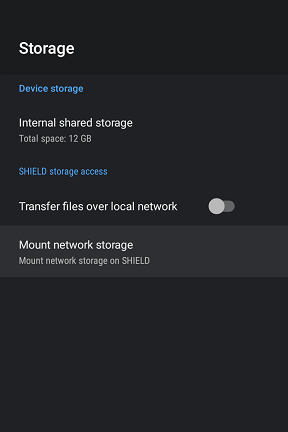 Storage
Device storage
Internal shared storage
Total space: 12 GB
SHIELD storage access
Transfer files over local network
Mount network storage
Mount network storage on SHIELD